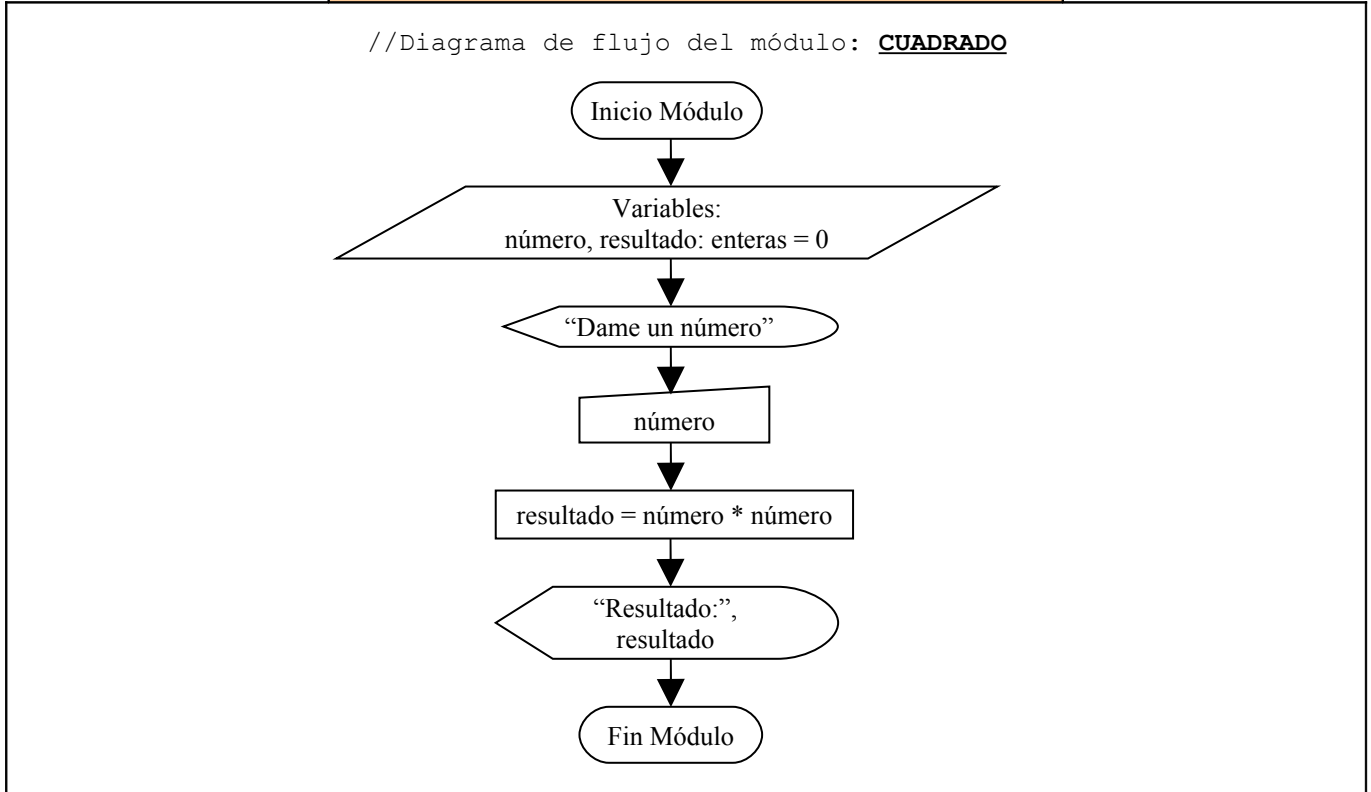 //Diagrama de flujo del módulo: CUADRADO
Inicio Módulo
Variables:
número, resultado: enteras = 0
“Dame un número”
número
resultado = número * número
“Resultado:”,
resultado
Fin Módulo